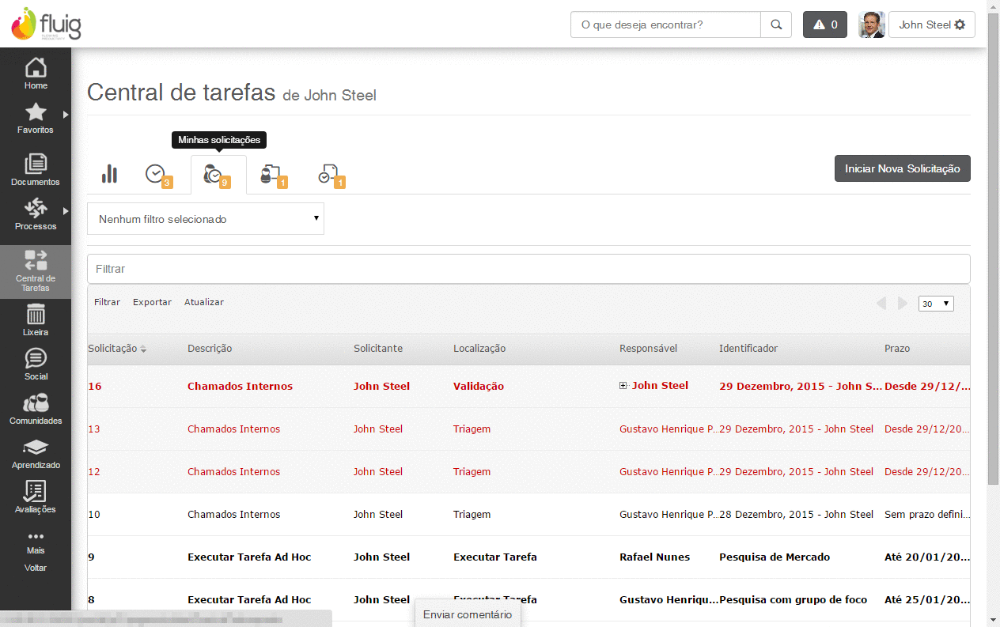 fluig
FLOWING
PRODUCTIVITY
O que deseja encontrar?
0
John Steel
Home
Favoritos
Documentos
Processos
Central de
Tarefas
Lixeira
Social
Comunidades
Aprendizado
Avaliações
Mais
Voltar
Central de tarefas de John Steel
Minhas solicitações
3 9 1 1
Iniciar Nova Solicitação
Nenhum filtro selecionado
Filtrar
Filtrar Exportar Atualizar 30
Solicitação Descrição Solicitante Localização Responsável Identificador Prazo
16 Chamados Internos John Steel Validação John Steel 29 Dezembro, 2015 - John S... Desde 29/12/...
13 Chamados Internos John Steel Triagem Gustavo Henrique P... 29 Dezembro, 2015 - John Steel Desde 29/12/20...
12 Chamados Internos John Steel Triagem Gustavo Henrique P... 29 Dezembro, 2015 - John Steel Desde 29/12/20...
10 Chamados Internos John Steel Triagem Gustavo Henrique P... 28 Dezembro, 2015 - John Steel Sem prazo defini...
9 Executar Tarefa Ad Hoc John Steel Executar Tarefa Rafael Nunes Pesquisa de Mercado Até 20/01/20...
8 Executar Tarefa Ad Hoc John Steel Executar Tarefa Gustavo Henriqu... Pesquisa com grupo de foco Até 25/01/20...
Enviar comentário